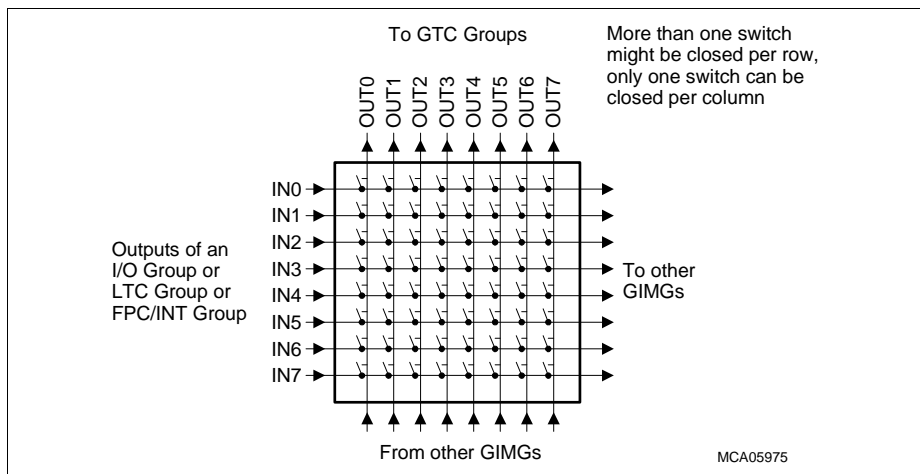 To GTC Groups
More than one switch
might be closed per row,
only one switch can be
closed per column
OUT0
OUT1
OUT2
OUT3
OUT4
OUT5
OUT6
OUT7
IN0
IN1
IN2
IN3
IN4
IN5
IN6
IN7
Outputs of an
I/O Group or
LTC Group or
FPC/INT Group
To other
GIMGs
From other GIMGs
MCA05975